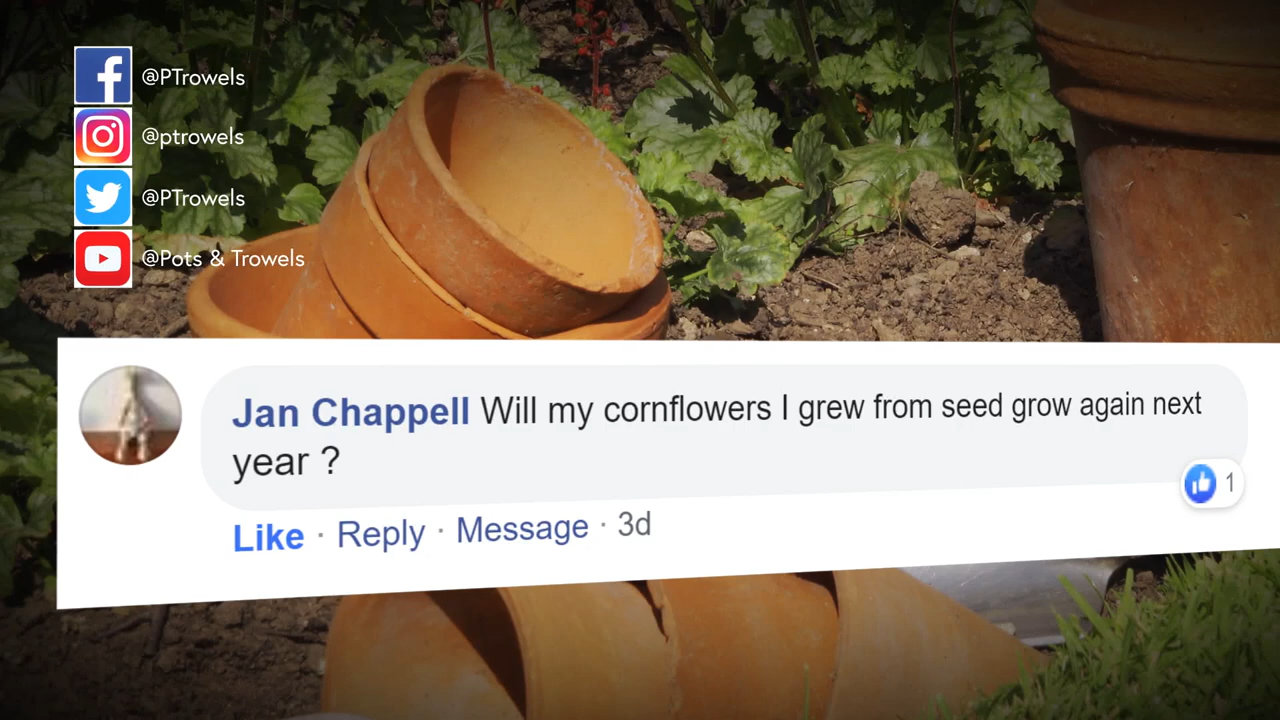 @PTrowels
@ptrowels
@PTrowels
@Pots & Trowels
Jan Chappell Will my cornflowers I grew from seed grow again next
year ?
1
Like · Reply · Message · 3d